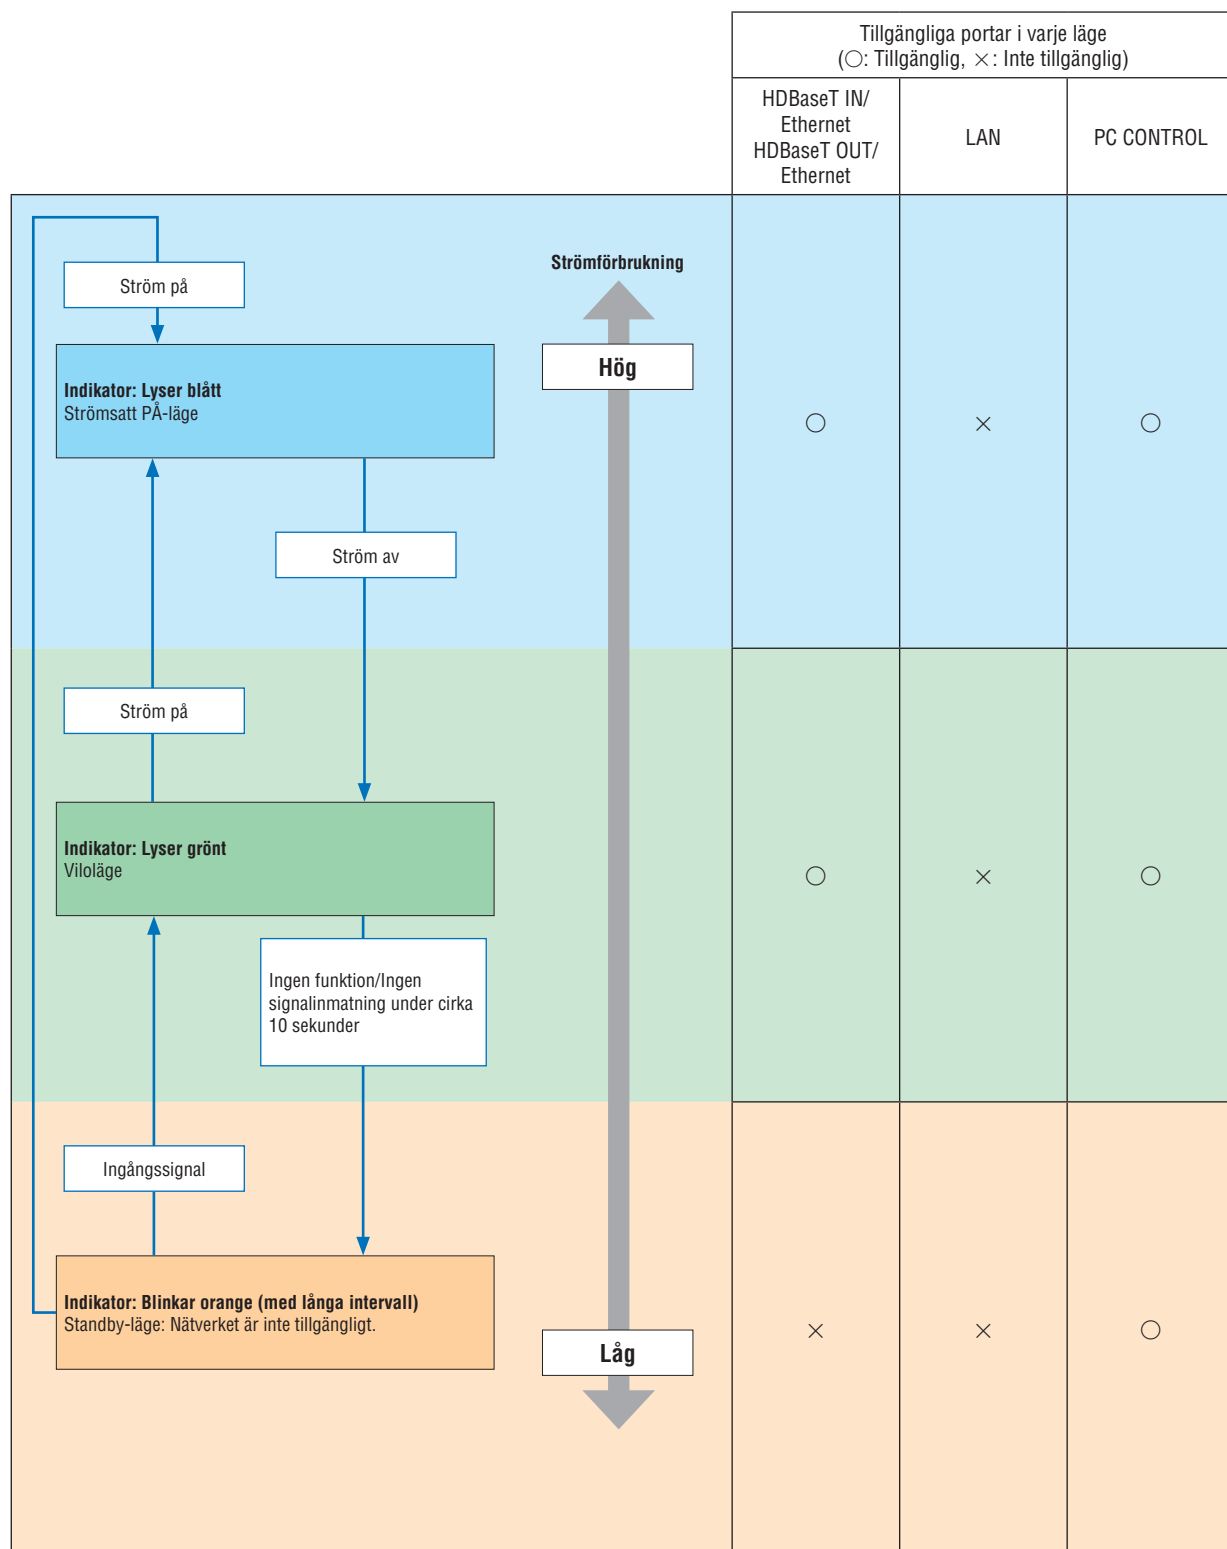 Tillgängliga portar i varje läge
(○: Tillgänglig, ×: Inte tillgänglig)
HDBaseT IN/
Ethernet
HDBaseT OUT/
Ethernet
LAN
PC CONTROL
Ström på
Strömförbrukning
Hög
Indikator: Lyser blått
Strömsatt PÅ-läge
○
×
○
Ström av
Ström på
Indikator: Lyser grönt
Viloläge
○
×
○
Ingen funktion/Ingen
signalinmatning under cirka
10 sekunder
Ingångssignal
Indikator: Blinkar orange (med långa intervall)
Standby-läge: Nätverket är inte tillgängligt.
Låg
×
×
○